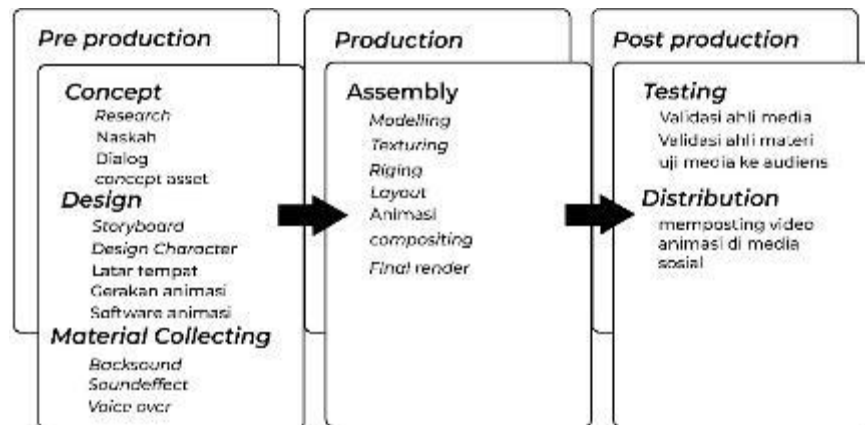 Pre production
Concept
Research
Naskah
Dialog
concept asset
Design
Storyboard
Design Character
Latar tempat
Gerakan animasi
Software animasi
Material Collecting
Backsound
Soundeffect
Voice over
Production
Assembly
Modelling
Texturing
Riging
Layout
Animasi
compositing
Final render
Post production
Testing
Validasi ahli media
Validasi ahli materi
uji media ke audiens
Distribution
memposting video
animasi di media
sosial